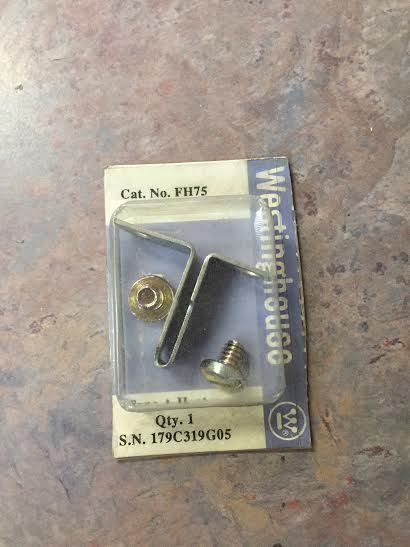 Cat. No. FH75
Westinghouse
Qty. 1
S.N. 179C319G05
W